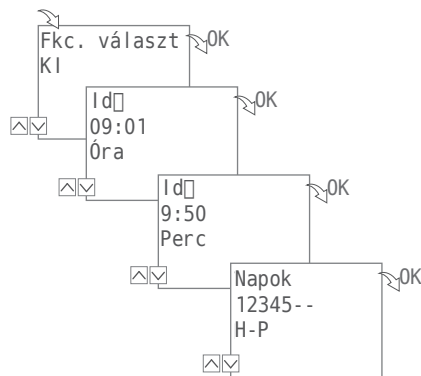 Fkc. választ OK
KI
Id▯ OK
09:01
Óra
Id▯ OK
9:50
Perc
Napok OK
12345--
H-P